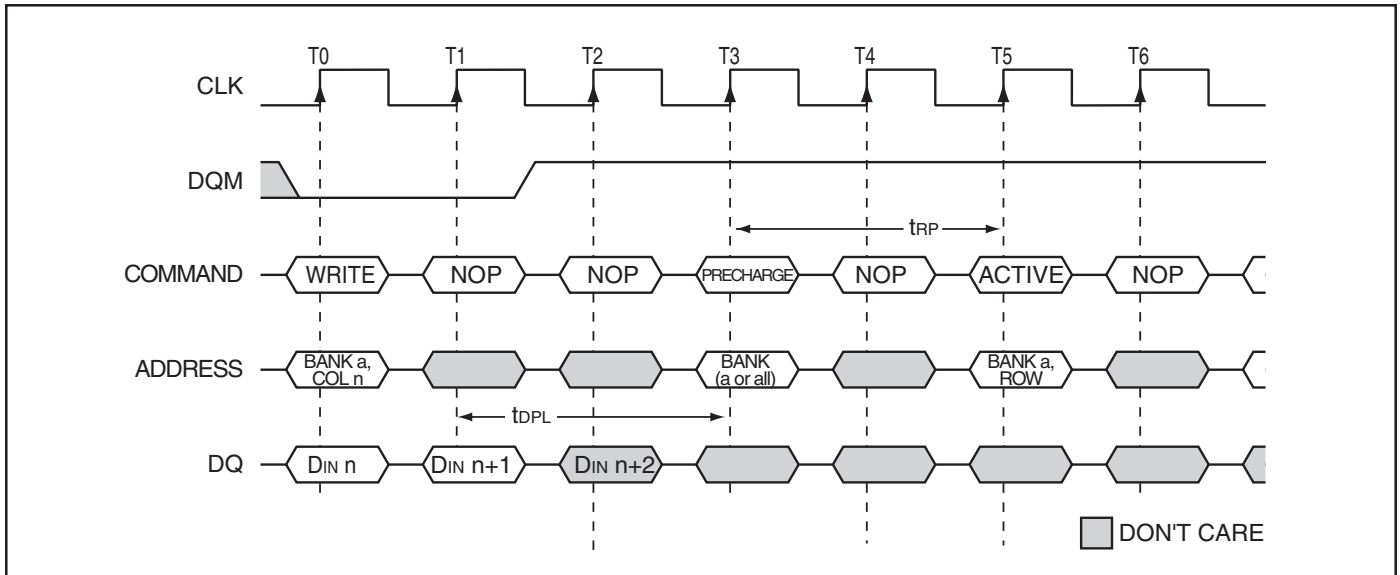 T0 T1 T2 T3 T4 T5 T6
CLK
DQM
tRP
COMMAND WRITE NOP NOP PRECHARGE NOP ACTIVE NOP
ADDRESS BANK a, COL n BANK (a or all) BANK a, ROW
tDPL
DQ DIN n DIN n+1 DIN n+2
DON'T CARE